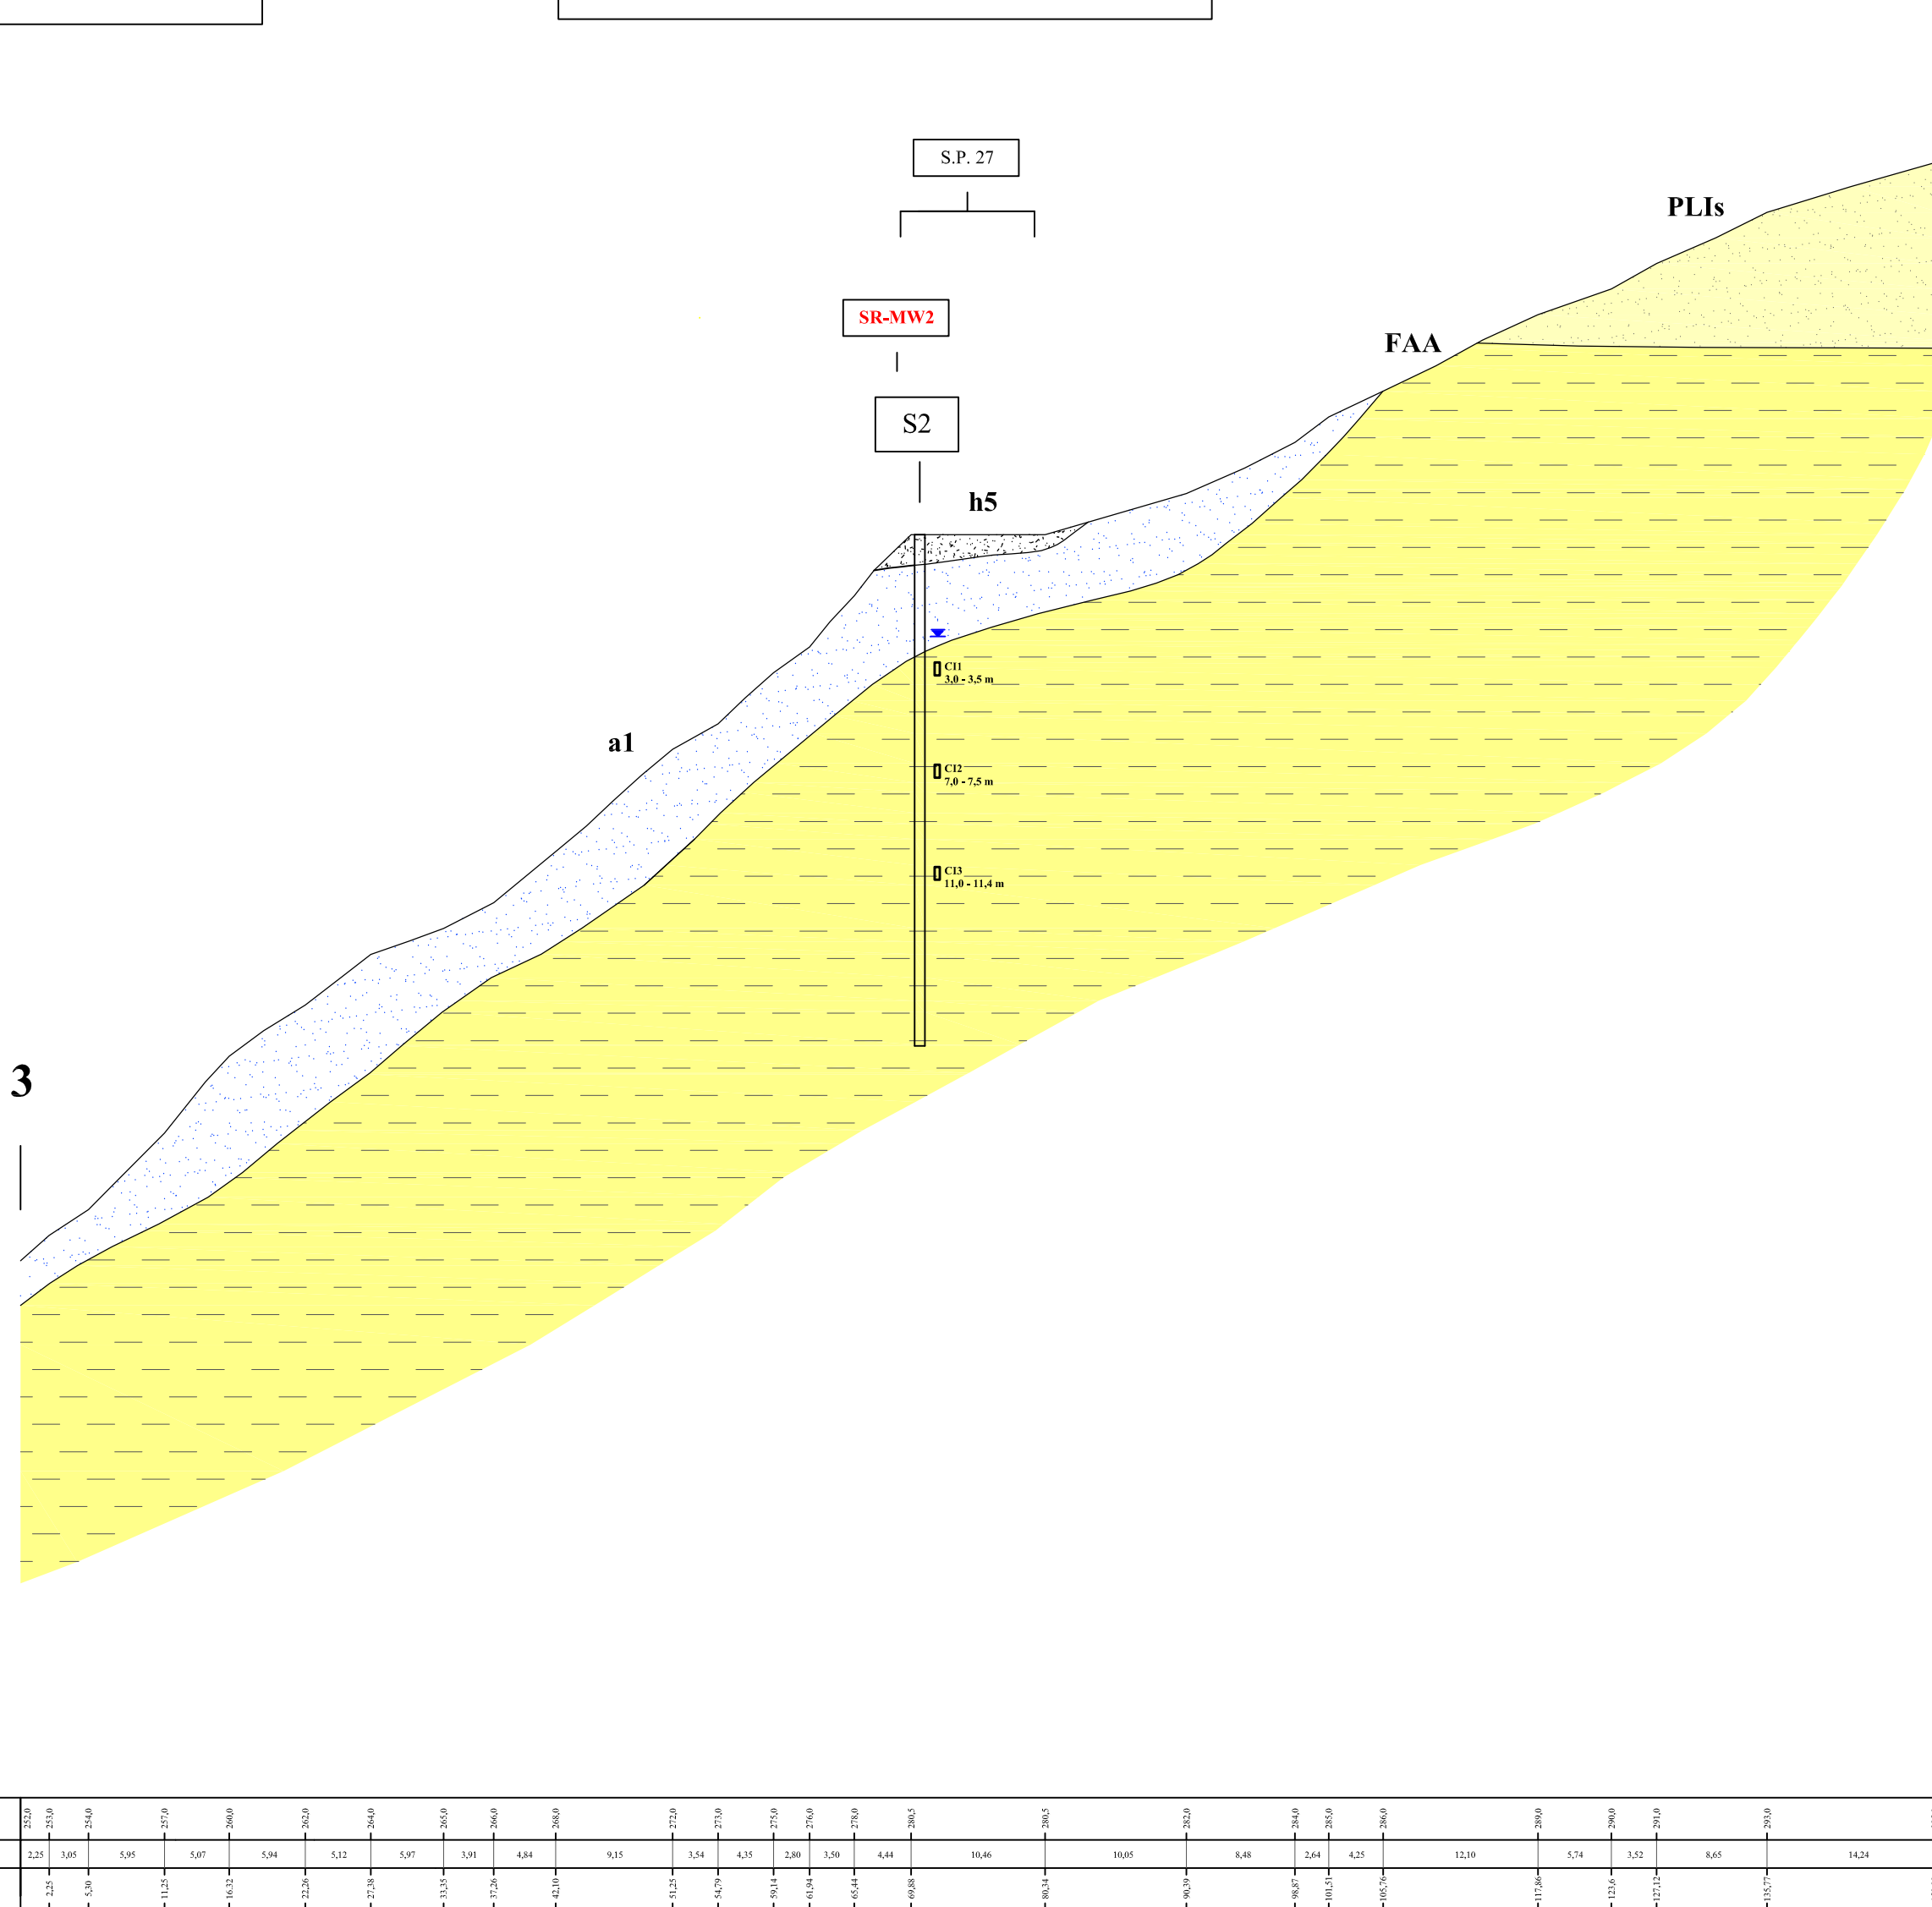 S.P. 27
PLIs
SR-MW2
FAA
S2
h5
CI1
3,0 - 3,5 m
a1
CI2
7,0 - 7,5 m
CI3
11,0 - 11,4 m
3
252,0 253,0 254,0 257,0 260,0 262,0 264,0 265,0 266,0 268,0 272,0 273,0 275,0 276,0 278,0 280,5 280,5 282,0 284,0 285,0 286,0 289,0 290,0 291,0 293,0
2,25 3,05 5,95 5,07 5,94 5,12 5,97 3,91 4,84 9,15 3,54 4,35 2,80 3,50 4,44 10,46 10,05 8,48 2,64 4,25 12,10 5,74 3,52 8,65 14,24
2,25 5,30 11,25 16.32 22,26 27,38 33,35 37,26 42,10 51,25 54,79 59,14 61,94 65,44 69,88 80,34 90,39 98,87 101,51 105,76 117,86 123,6 127,12 135,77